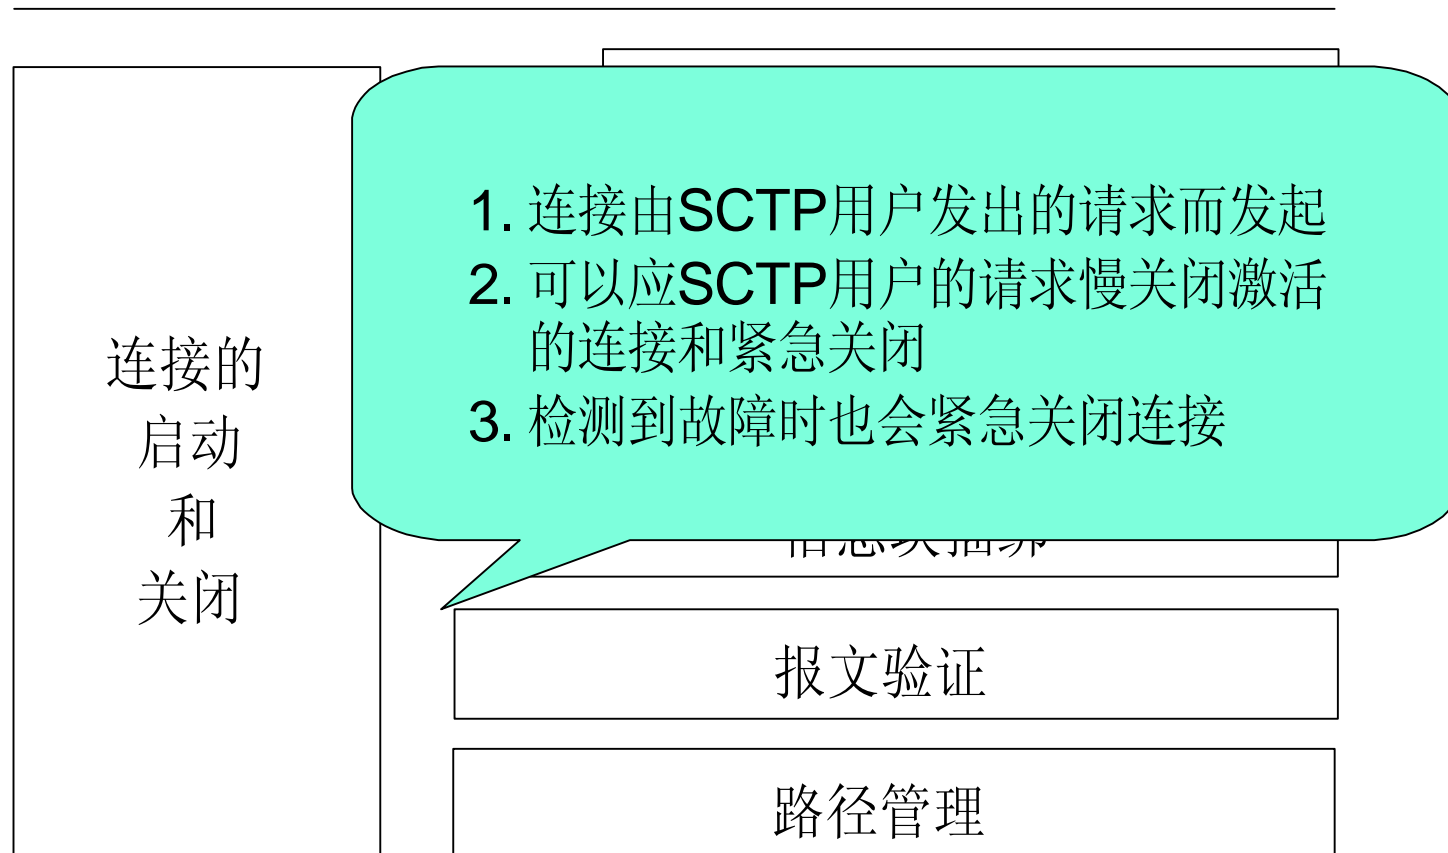 连接的
启动
和
关闭
1. 连接由SCTP用户发出的请求而发起
2. 可以应SCTP用户的请求慢关闭激活
的连接和紧急关闭
3. 检测到故障时也会紧急关闭连接
报文验证
路径管理